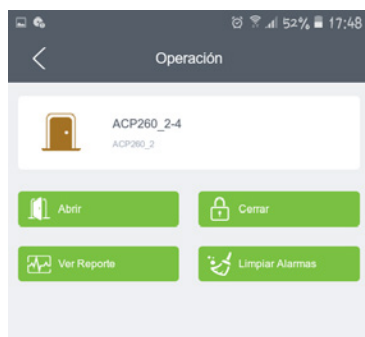 52% 17:48
Operación
ACP260_2-4
ACP260_2
Abrir
Cerrar
Ver Reporte
Limpiar Alarmas